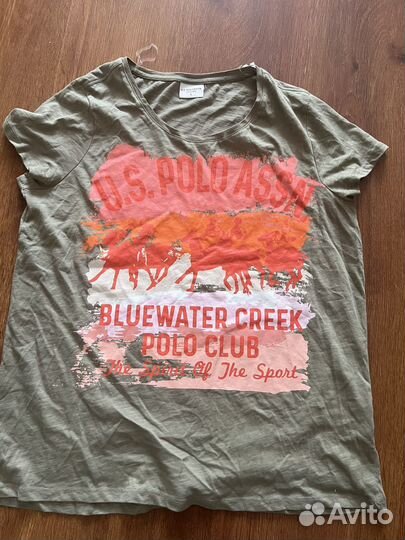 U.S. POLO ASSN
BLUEWATER CREEK
POLO CLUB
The Spirit Of The Sport
Avito